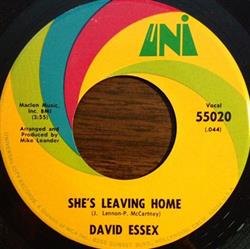 UNI
Maclen Music,
Inc. BMI
(3:55)
Arranged and
Produced by
Mike Leander
Vocal
55020
(.044)
SHE'S LEAVING HOME
(J. Lennon-P. McCartney)
DAVID ESSEX